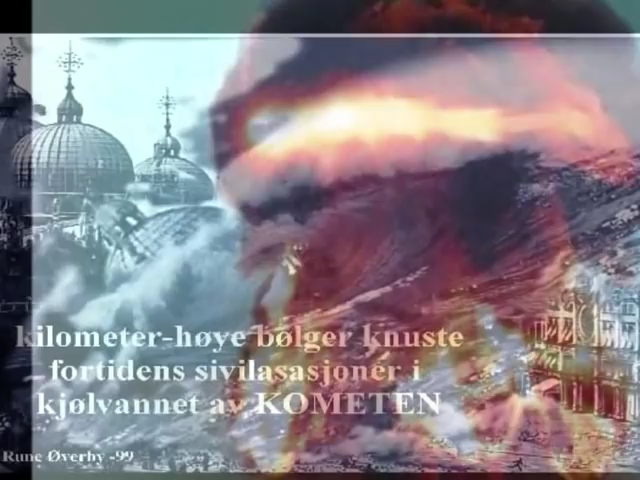 kilometer-høye bølger knuste
fortidens sivilasasjoner i
kjølvannet av KOMETEN
Rune Øverby -99